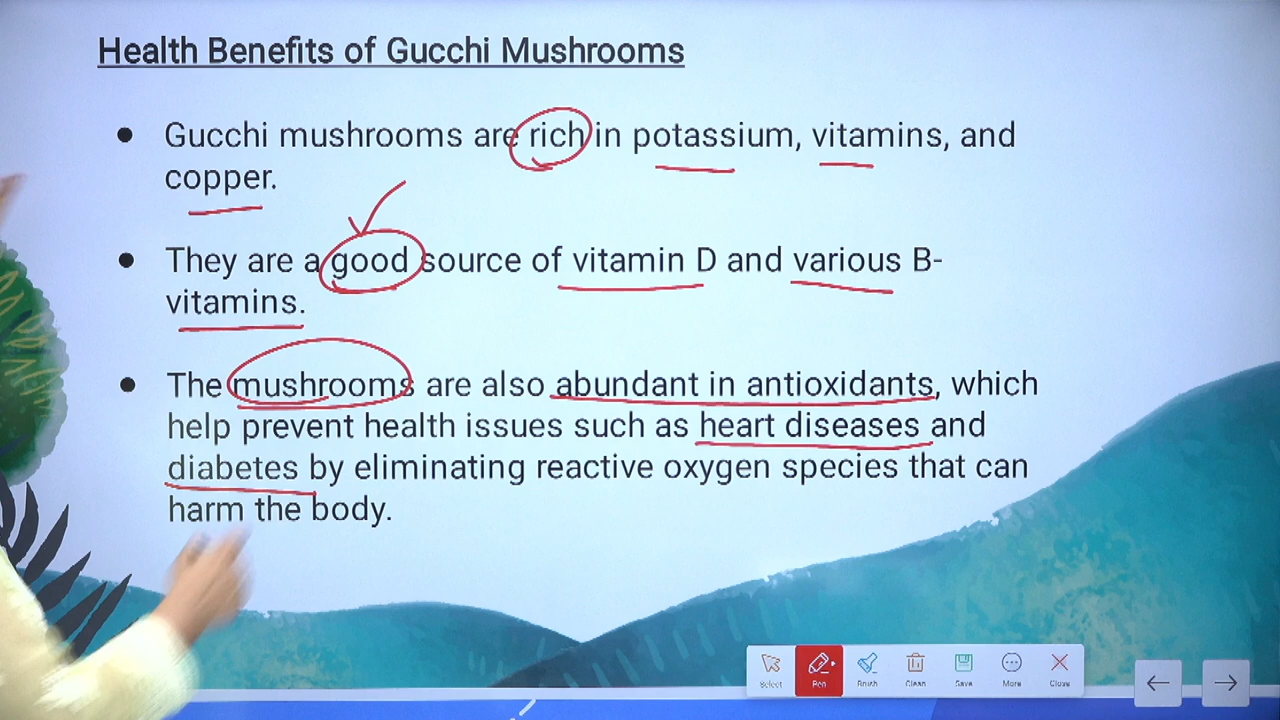 Health Benefits of Gucchi Mushrooms
● Gucchi mushrooms are rich in potassium, vitamins, and
copper.
● They are a good source of vitamin D and various B-
vitamins.
● The mushrooms are also abundant in antioxidants, which
help prevent health issues such as heart diseases and
diabetes by eliminating reactive oxygen species that can
harm the body.
Select Pen Brush Clean Save More Close